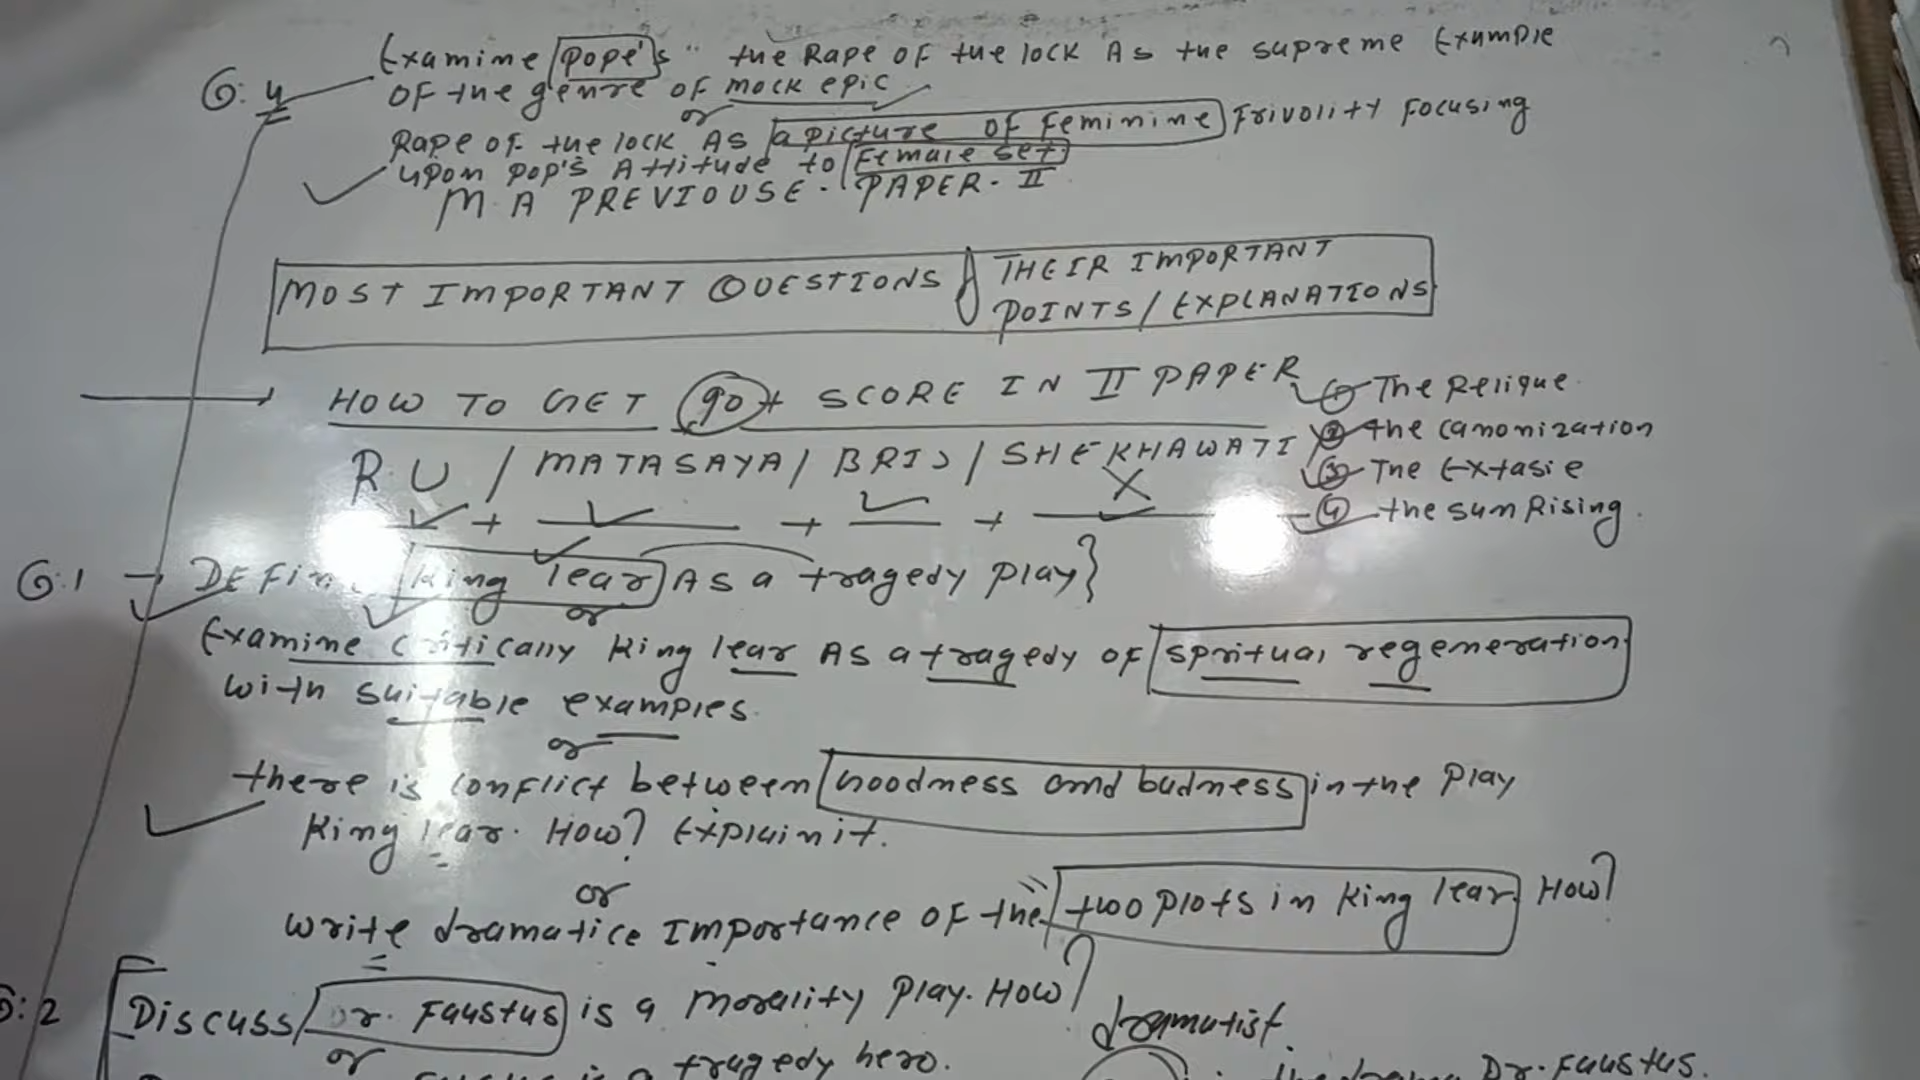 Q: 4 Examine Pope's " the Rape of the lock As the supreme Example
of the genre of mock epic
or
Rape of the lock As a picture of Feminine Frivolity Focusing
upon pop's Attitude to Female set.
M. A PREVIOUSE. PAPER- II
MOST IMPORTANT QUESTIONS & THEIR IMPORTANT
POINTS / EXPLANATIONS
HOW TO GET 90+ SCORE IN II PAPER
① The Relique
② the canonization
R.U / MATASAYA / BRIJ / SHEKHAWATI
③ The Extasie
④ the sun Rising.
Q.1 → DEFin King lear As a tragedy play}
or
Examine critically King lear As a tragedy of spritual regeneration
with suitable examples.
or
there is conflict between Goodness and badness in the play
King lear. How? Explain it.
or
write dramatice Importance of the two plots in King lear How?
Q:2 Discuss Dr. Faustus is a morality play. How?
dramatist.
or
is a tragedy hero.
the drama Dr. Faustus.